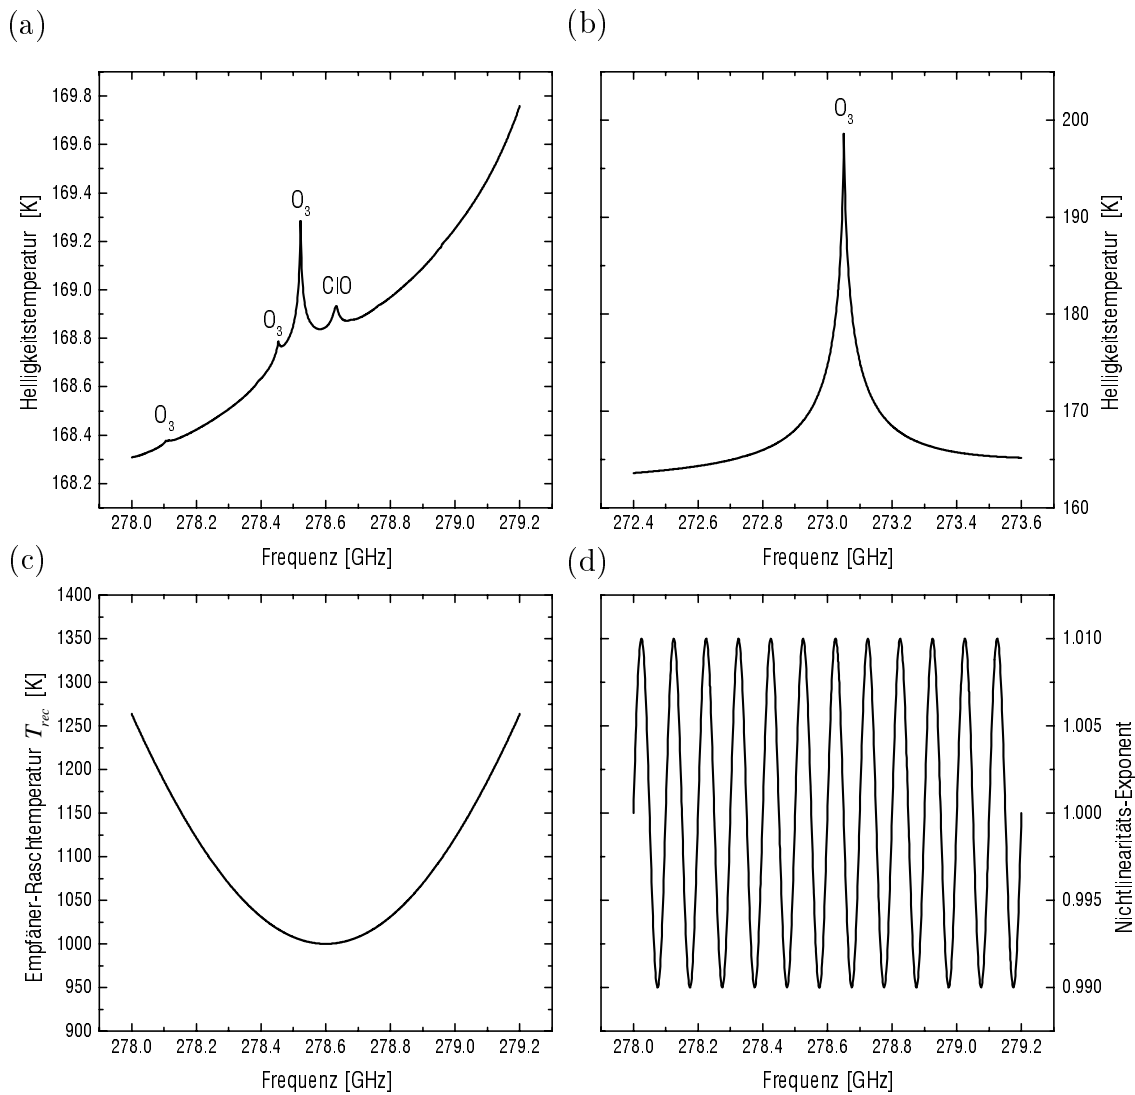 (a)
169.8
169.6
169.4
169.2
169.0
168.8
168.6
168.4
168.2
Helligkeitstemperatur [K]
O3
O3
O3
ClO
278.0 278.2 278.4 278.6 278.8 279.0 279.2
Frequenz [GHz]
(b)
O3
200
190
180
170
160
Helligkeitstemperatur [K]
272.4 272.6 272.8 273.0 273.2 273.4 273.6
Frequenz [GHz]
(c)
1400
1350
1300
1250
1200
1150
1100
1050
1000
950
900
Empfäner-Raschtemperatur Trec [K]
278.0 278.2 278.4 278.6 278.8 279.0 279.2
Frequenz [GHz]
(d)
1.010
1.005
1.000
0.995
0.990
Nichtlinearitäts-Exponent
278.0 278.2 278.4 278.6 278.8 279.0 279.2
Frequenz [GHz]